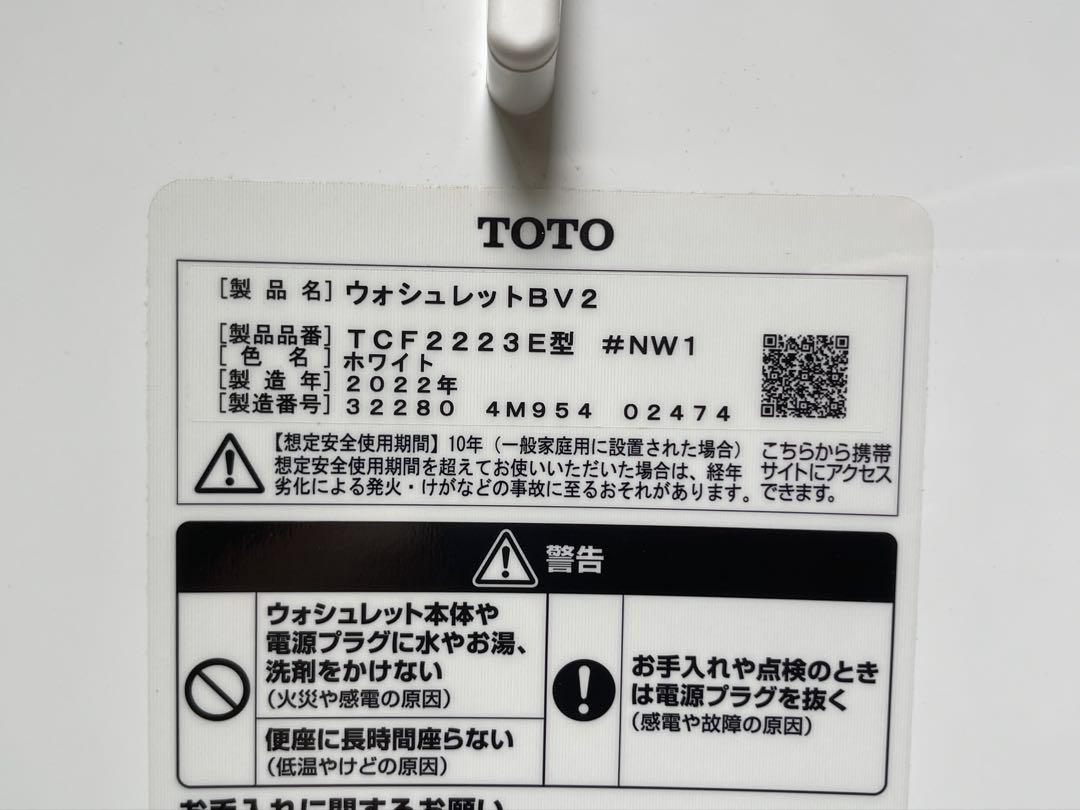 TOTO
[製品名] ウォシュレットBV2
[製品品番] TCF2223E型 #NW1
[色名] ホワイト
[製造年] 2022年
[製造番号] 32280 4M954 02474
【想定安全使用期間】10年（一般家庭用に設置された場合）
想定安全使用期間を超えてお使いいただいた場合は、経年
劣化による発火・けがなどの事故に至るおそれがあります。
こちらから携帯
サイトにアクセス
できます。
警告
ウォシュレット本体や
電源プラグに水やお湯、
洗剤をかけない
（火災や感電の原因）
便座に長時間座らない
（低温やけどの原因）
お手入れや点検のとき
は電源プラグを抜く
（感電や故障の原因）
お手入れに関するお願い